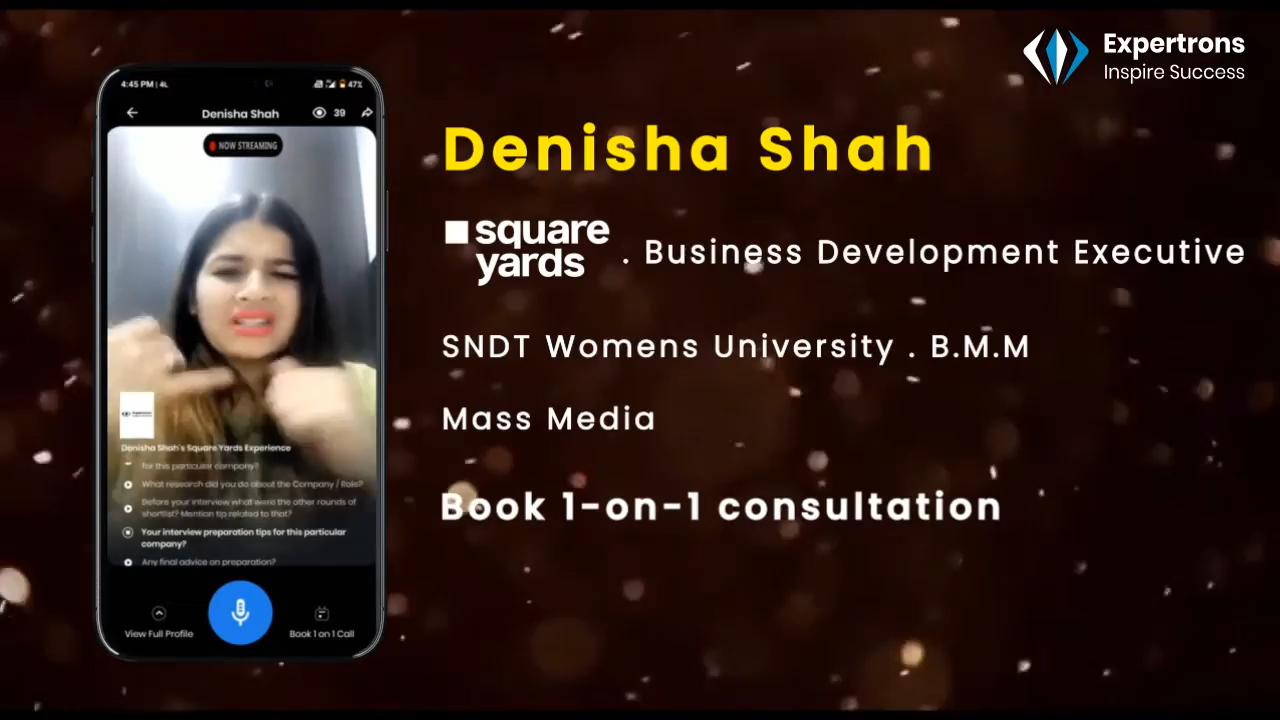 Expertrons
Inspire Success
4:45 PM | 4L
47%
Denisha Shah
39
NOW STREAMING
Denisha Shah
square
yards
. Business Development Executive
SNDT Womens University . B.M.M
Mass Media
Book 1-on-1 consultation
Expertrons
Denisha Shah's Square Yards Experience
for this particular company?
What research did you do about the Company / Role?
Before your interview what were the other rounds of
shortlist? Mention tip related to that?
Your interview preparation tips for this particular
company?
Any final advice on preparation?
View Full Profile
Book 1 on 1 Call